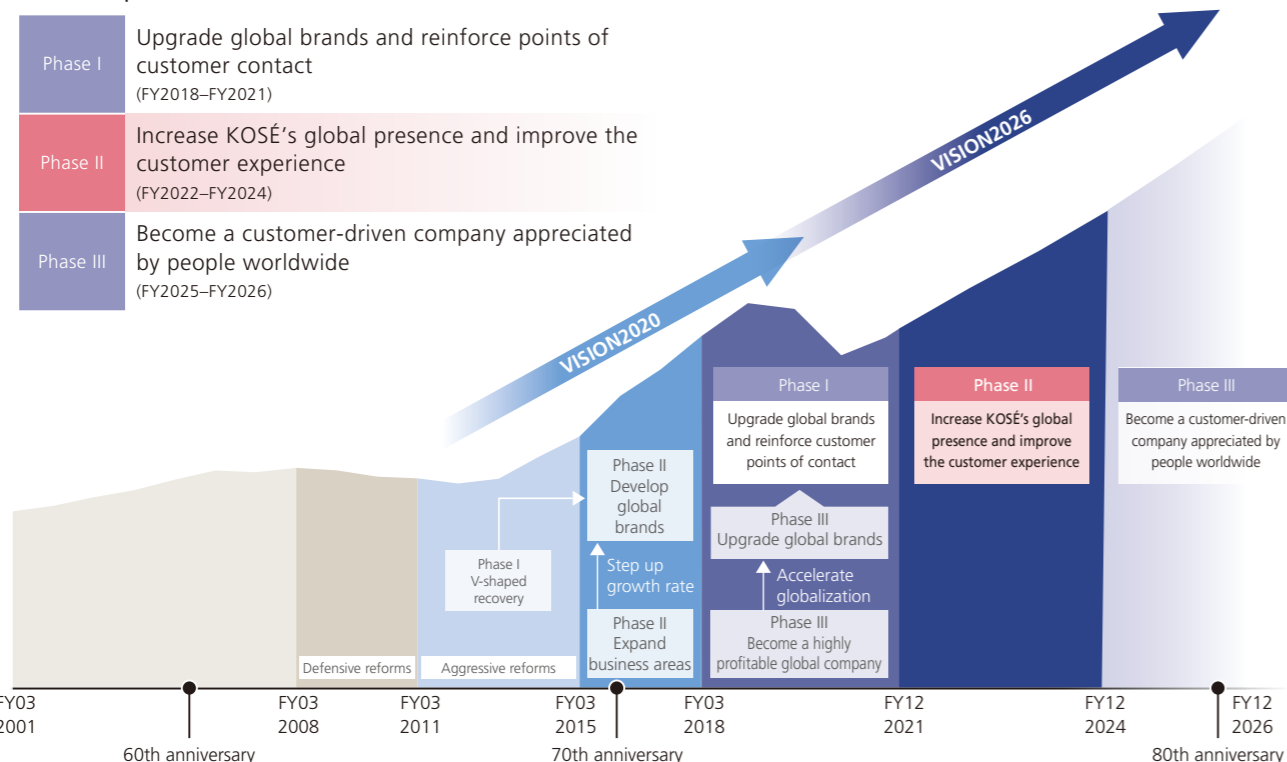 Phase I
Upgrade global brands and reinforce points of
customer contact
(FY2018–FY2021)
Phase II
Increase KOSÉ's global presence and improve the
customer experience
(FY2022–FY2024)
Phase III
Become a customer-driven company appreciated
by people worldwide
(FY2025–FY2026)
VISION2020
VISION2026
Phase I
Upgrade global brands
and reinforce customer
points of contact
Phase II
Increase KOSÉ's global
presence and improve
the customer experience
Phase III
Become a customer-driven
company appreciated by
people worldwide
Phase II
Develop
global
brands
Phase III
Upgrade global brands
Phase I
V-shaped
recovery
Step up
growth rate
Accelerate
globalization
Phase II
Expand
business areas
Phase III
Become a highly
profitable global company
Defensive reforms
Aggressive reforms
FY03
2001
FY03
2008
FY03
2011
FY03
2015
FY03
2018
FY12
2021
FY12
2024
FY12
2026
60th anniversary
70th anniversary
80th anniversary